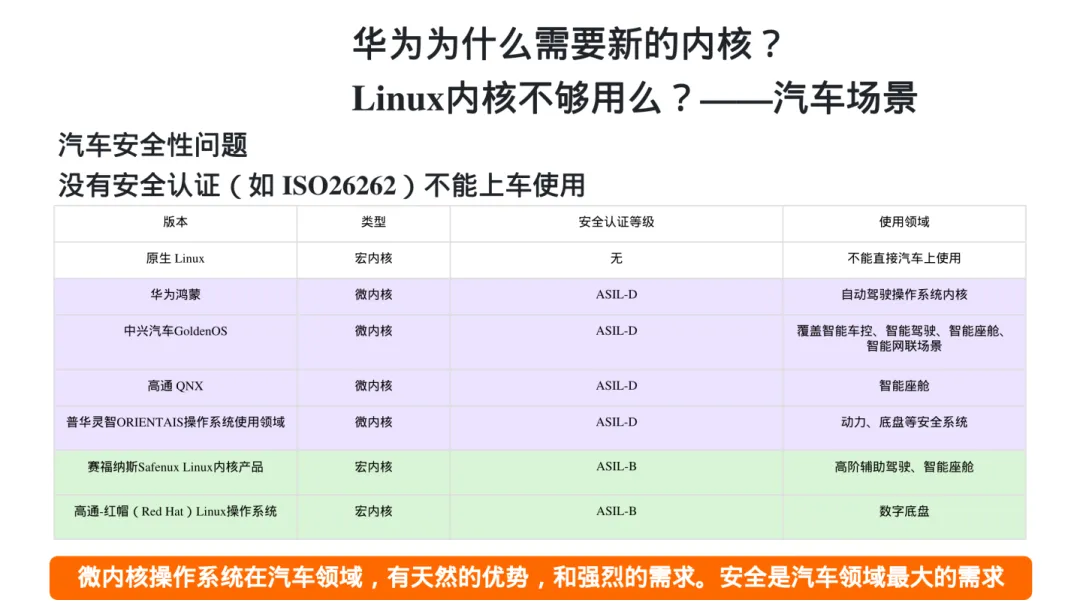 华为为什么需要新的内核？
Linux内核不够用么？——汽车场景
汽车安全性问题
没有安全认证（如 ISO26262）不能上车使用
版本 类型 安全认证等级 使用领域
原生 Linux 宏内核 无 不能直接汽车上使用
华为鸿蒙 微内核 ASIL-D 自动驾驶操作系统内核
中兴汽车GoldenOS 微内核 ASIL-D 覆盖智能车控、智能驾驶、智能座舱、
智能网联场景
高通 QNX 微内核 ASIL-D 智能座舱
普华灵智ORIENTAIS操作系统使用领域 微内核 ASIL-D 动力、底盘等安全系统
赛福纳斯Safenux Linux内核产品 宏内核 ASIL-B 高阶辅助驾驶、智能座舱
高通-红帽（Red Hat）Linux操作系统 宏内核 ASIL-B 数字底盘
微内核操作系统在汽车领域，有天然的优势，和强烈的需求。安全是汽车领域最大的需求